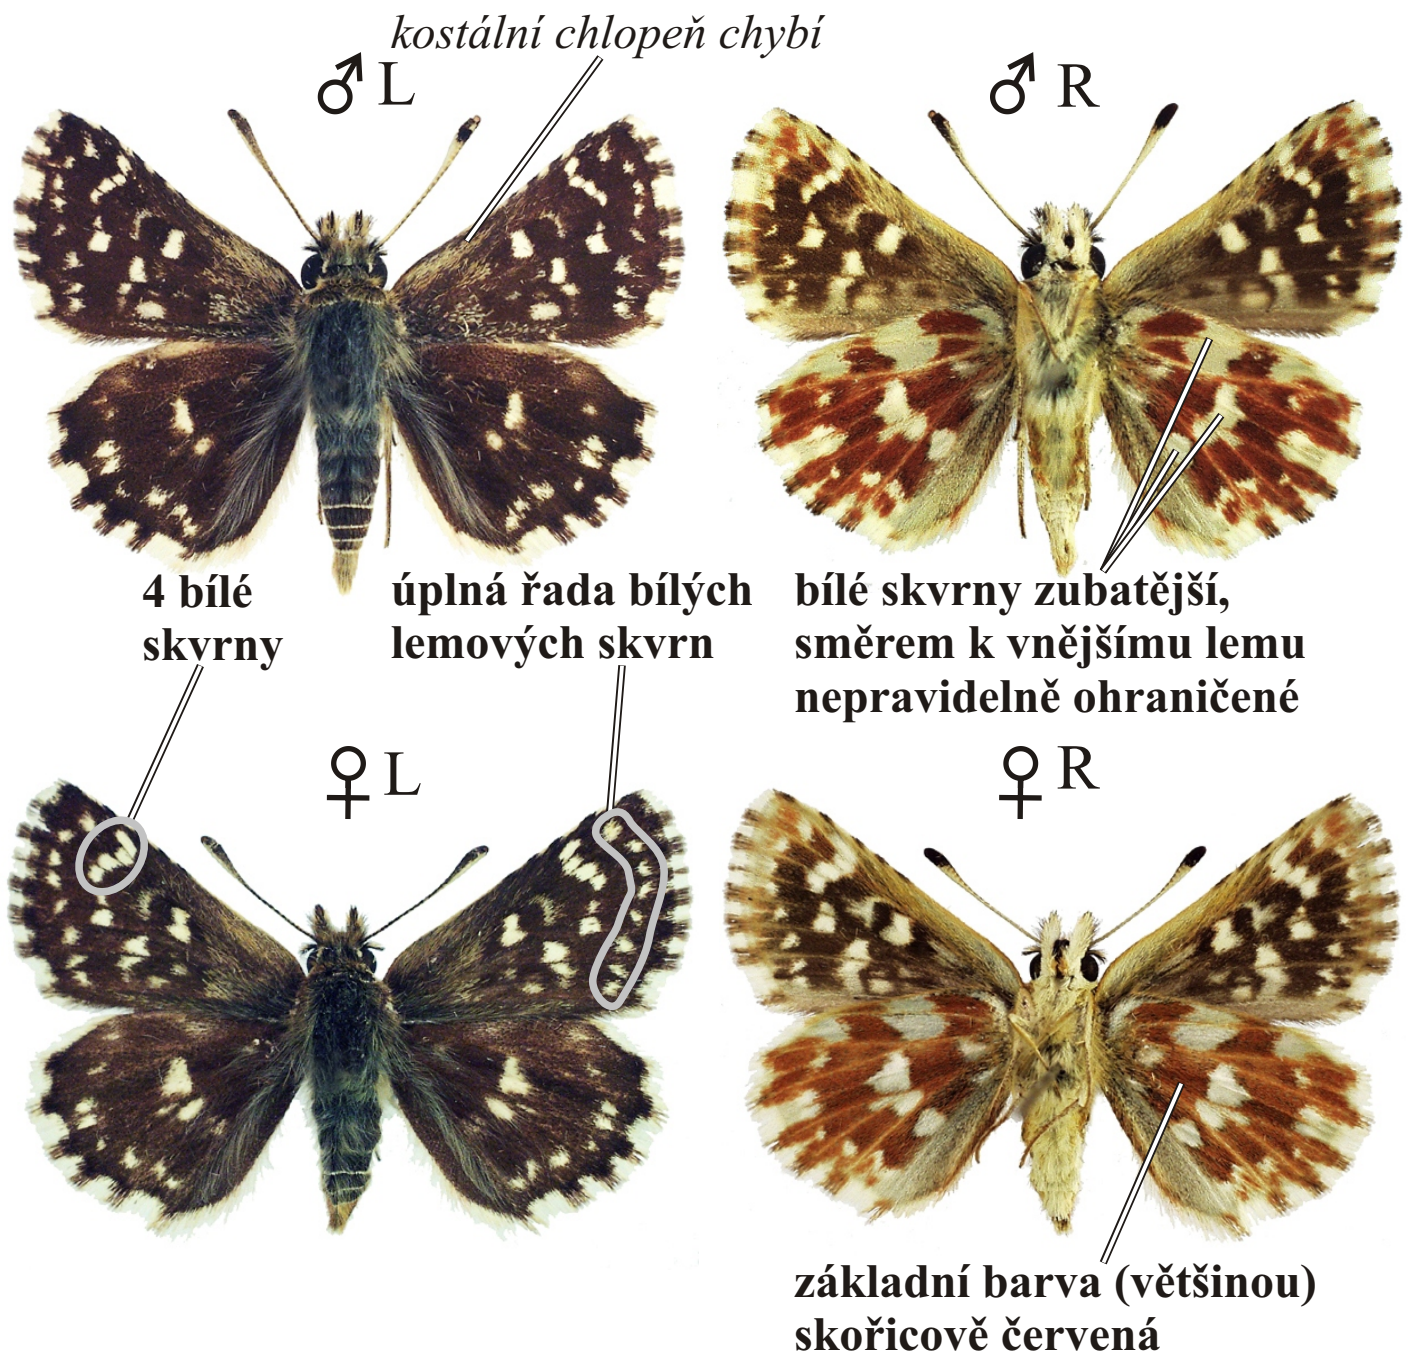 kostální chlopeň chybí
♂ L
♂ R
4 bílé
skvrny
úplná řada bílých
lemových skvrn
bílé skvrny zubatější,
směrem k vnějšímu lemu
nepravidelně ohraničené
♀ L
♀ R
základní barva (většinou)
skořicově červená